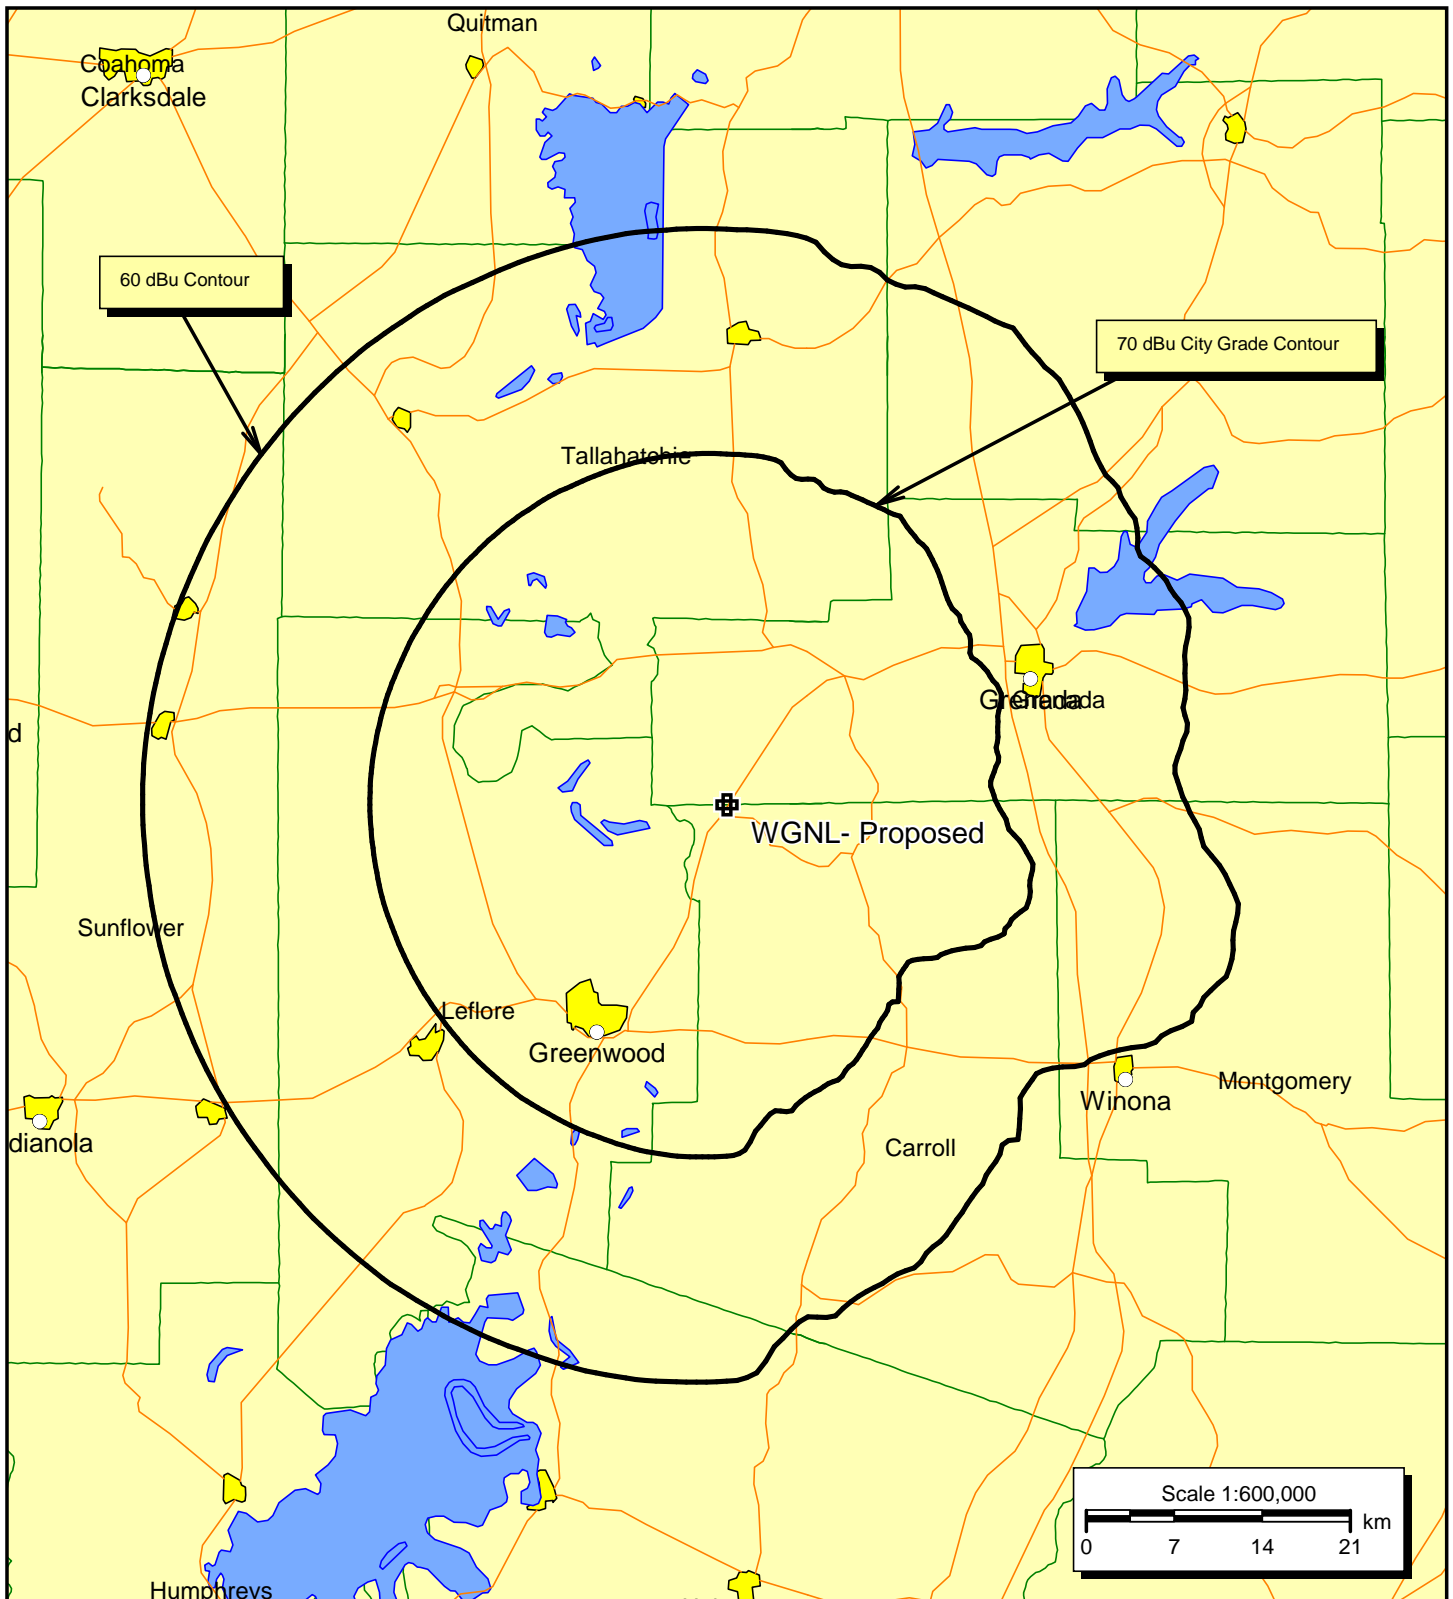 Quitman
Coahoma
Clarksdale
60 dBu Contour
70 dBu City Grade Contour
Tallahatchie
Grenada
Grenada
d
WGNL- Proposed
Sunflower
Leflore
Greenwood
Montgomery
Winona
dianola
Carroll
Scale 1:600,000
km
0 7 14 21
Humphreys